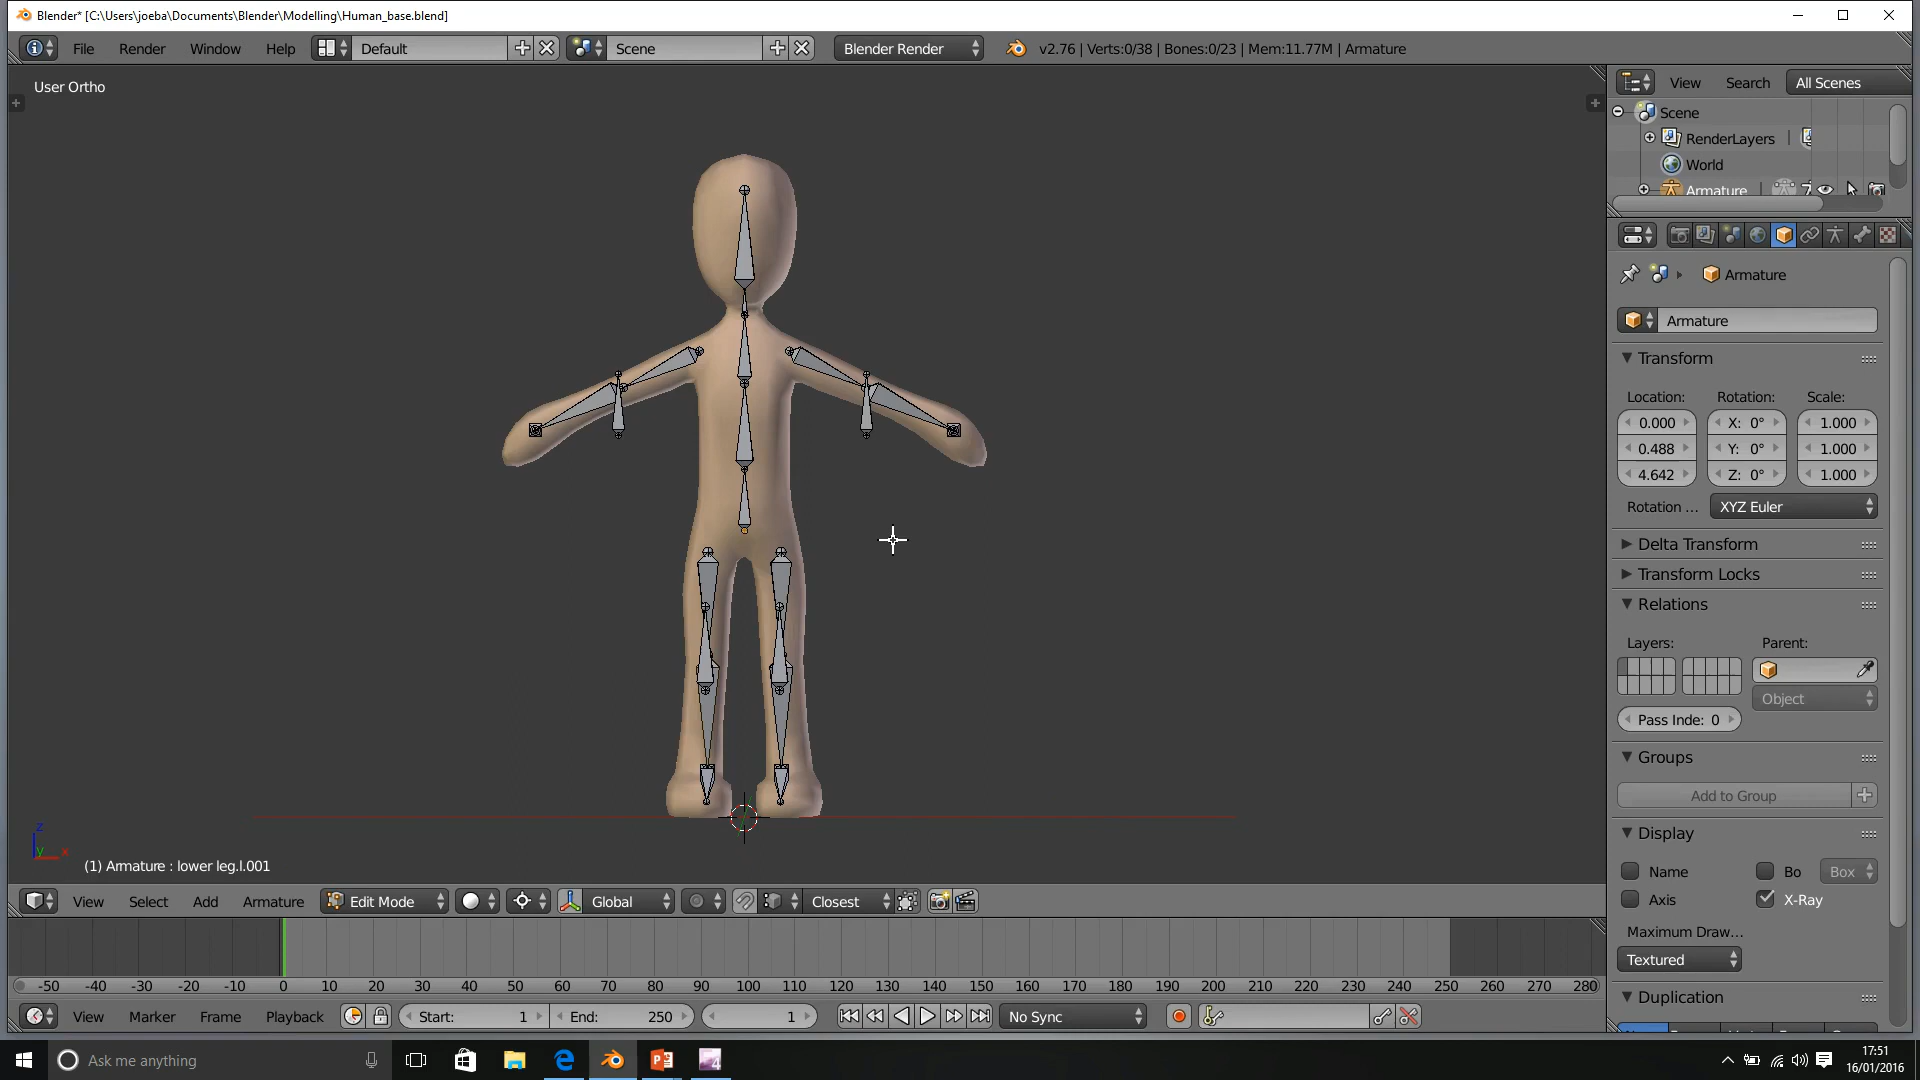 Blender* [C:\Users\joeba\Documents\Blender\Modelling\Human_base.blend]
File Render Window Help Default Scene Blender Render v2.76 | Verts:0/38 | Bones:0/23 | Mem:11.77M | Armature
User Ortho
View Search All Scenes
Scene
RenderLayers
World
Armature
Armature
Armature
Transform
Location: Rotation: Scale:
0.000 X: 0° 1.000
0.488 Y: 0° 1.000
4.642 Z: 0° 1.000
Rotation ... XYZ Euler
Delta Transform
Transform Locks
Relations
Layers: Parent:
Object
Pass Inde: 0
Groups
Add to Group
Display
Name Bo Box
Axis X-Ray
Maximum Draw...
Textured
Duplication
z
y x
(1) Armature : lower leg.l.001
View Select Add Armature Edit Mode Global Closest
-50 -40 -30 -20 -10 0 10 20 30 40 50 60 70 80 90 100 110 120 130 140 150 160 170 180 190 200 210 220 230 240 250 260 270 280
View Marker Frame Playback Start: 1 End: 250 1 No Sync
Ask me anything
17:51
16/01/2016